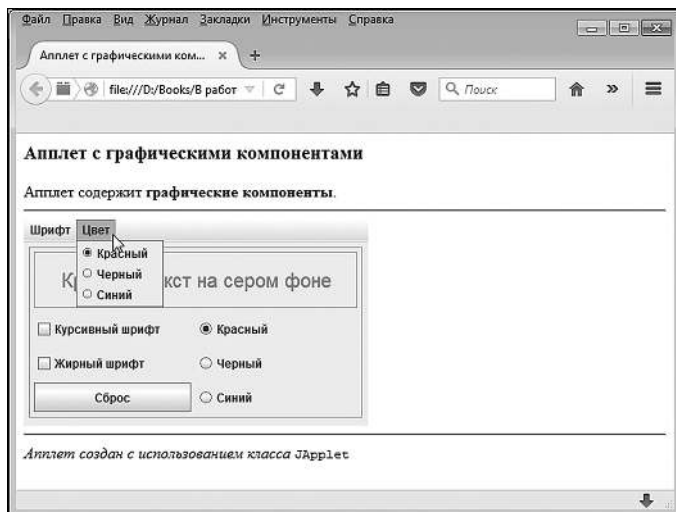 Файл Правка Вид Журнал Закладки Инструменты Справка
Апплет с графическими ком... × +
file:///D:/Books/В работ
Поиск
Апплет с графическими компонентами
Апплет содержит графические компоненты.
Шрифт Цвет
Красный
Черный
Синий
кст на сером фоне
Курсивный шрифт Красный
Жирный шрифт Черный
Сброс Синий
Апплет создан с использованием класса JApplet